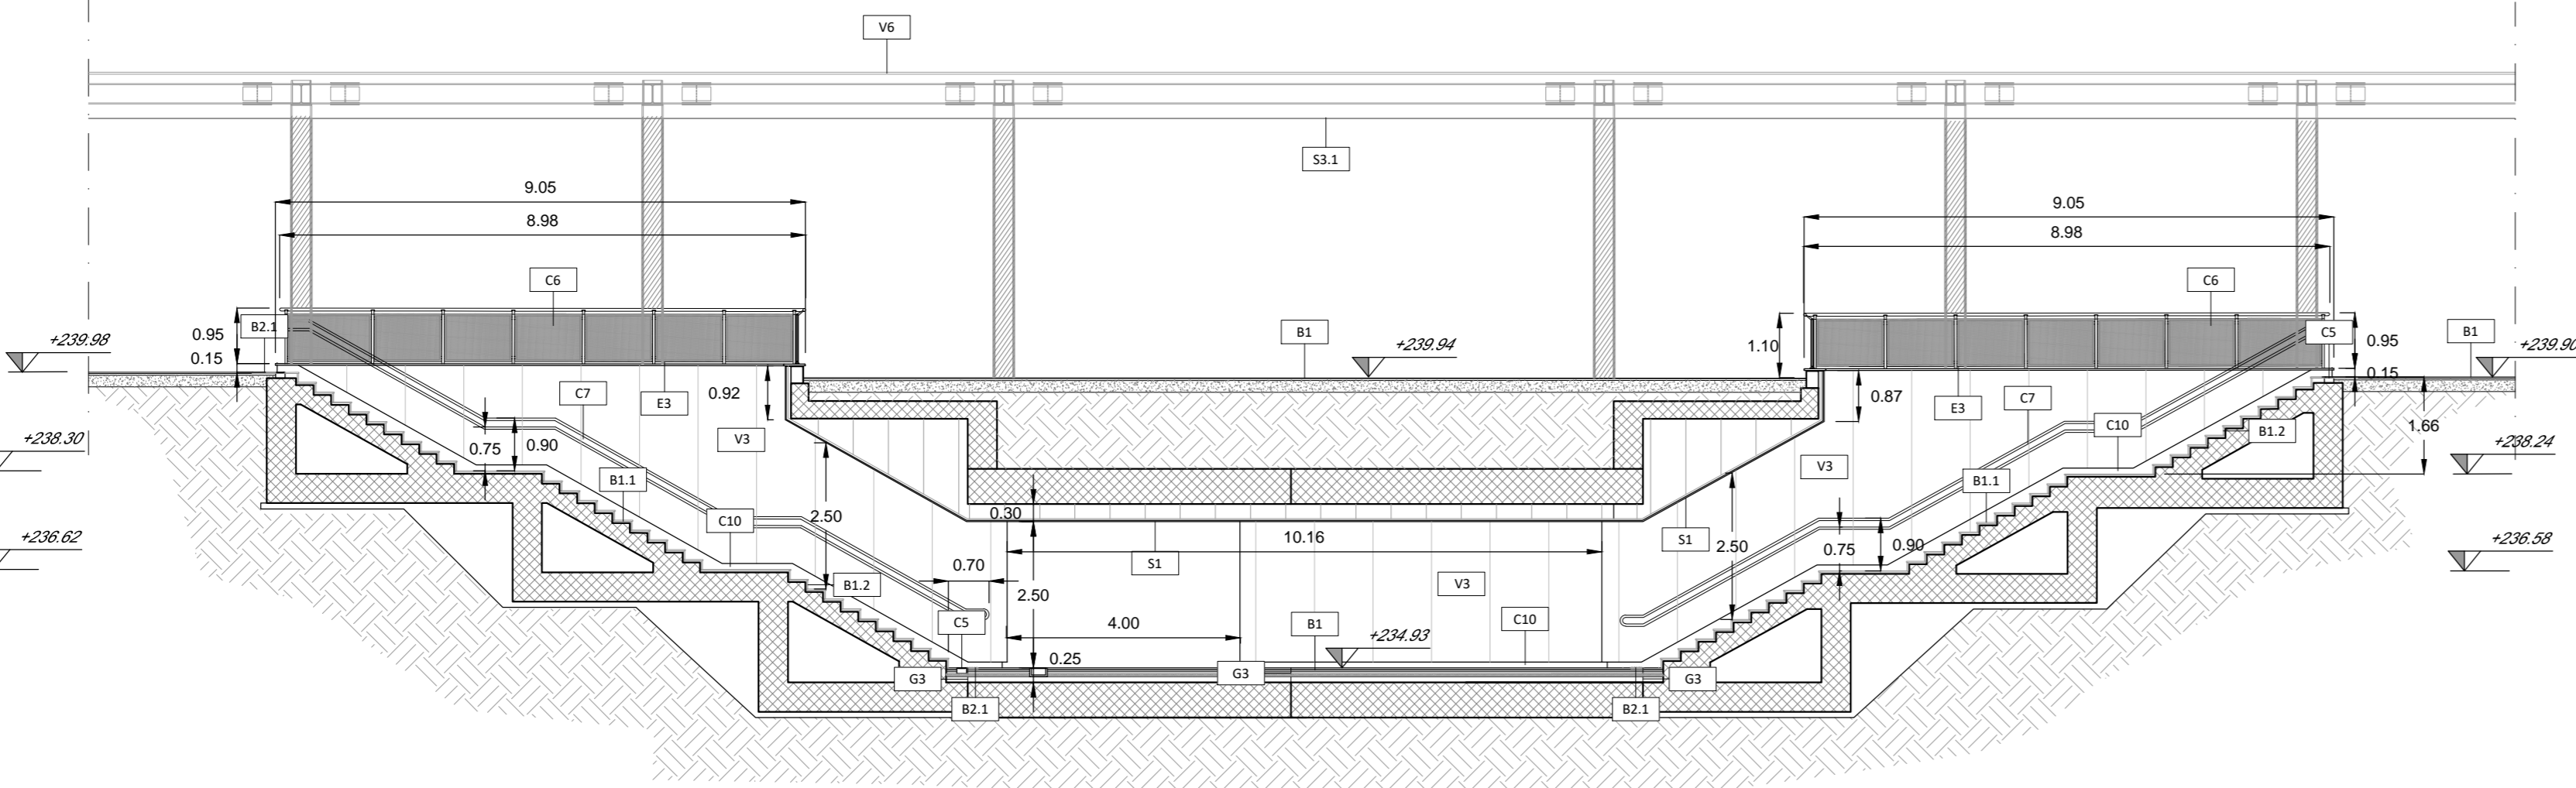 V6
S3.1
9.05
8.98
9.05
8.98
C6
C6
B2.1
0.95
0.15
+239.98
B1
+239.94
1.10
C5
0.95
0.15
B1
+239.90
C7
E3
0.92
0.87
E3
C7
C10
B1.2
1.66
+238.30
0.75
0.90
V3
B1.1
V3
B1.1
+238.24
C10
2.50
0.30
10.16
S1
S1
2.50
0.75
0.90
+236.62
+236.58
B1.2
0.70
2.50
V3
C5
4.00
B1
+234.93
C10
0.25
G3
G3
G3
B2.1
B2.1